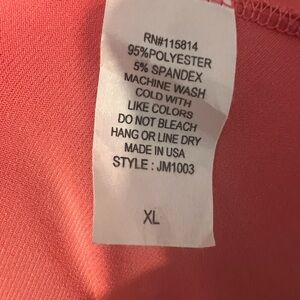 RN#115814
95%POLYESTER
5% SPANDEX
MACHINE WASH
COLD WITH
LIKE COLORS
DO NOT BLEACH
HANG OR LINE DRY
MADE IN USA
STYLE : JM1003
XL